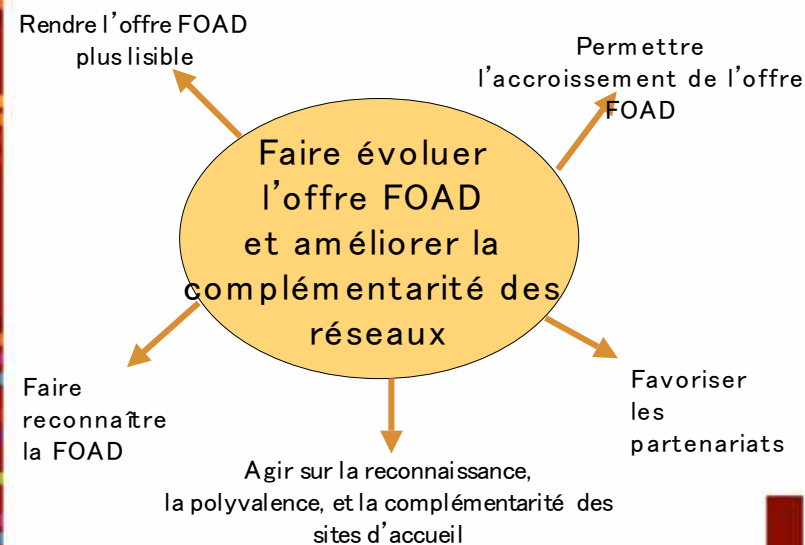 Rendre l’offre FOAD
plus lisible
Permettre
l’accroissement de l’offre
FOAD
Faire évoluer
l’offre FOAD
et améliorer la
complémentarité des
réseaux
Faire
reconnaître
la FOAD
Favoriser
les
partenariats
Agir sur la reconnaissance,
la polyvalence, et la complémentarité des
sites d’accueil